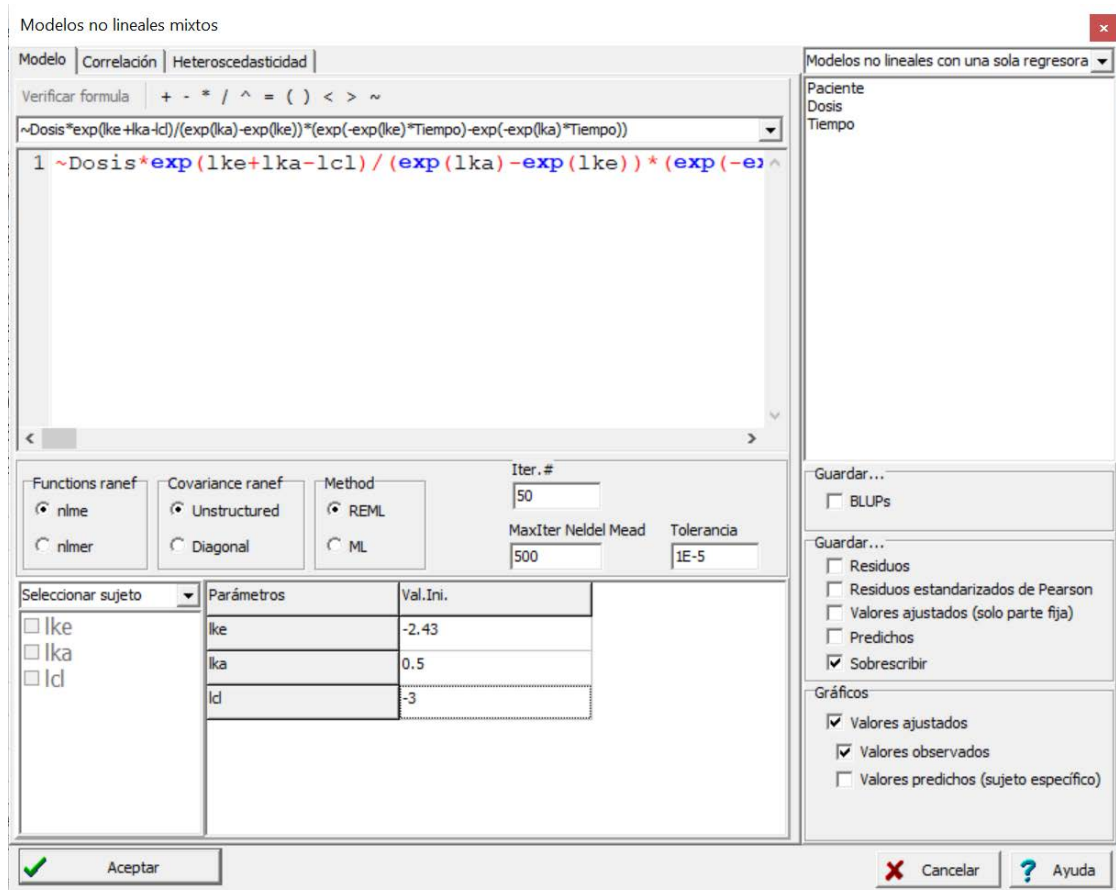 Modelos no lineales mixtos
Modelo
Correlación
Heteroscedasticidad
Verificar formula + - * / ^ = ( ) < > ~
~Dosis*exp(lke+lka-lcl)/(exp(lka)-exp(lke))*(exp(-exp(lke)*Tiempo)-exp(-exp(lka)*Tiempo))
1 ~Dosis*exp(lke+lka-lcl)/(exp(lka)-exp(lke))*(exp(-ex
Functions ranef
nlme
nlmer
Covariance ranef
Unstructured
Diagonal
Method
REML
ML
Iter.#
50
MaxIter Neldel Mead
500
Tolerancia
1E-5
Seleccionar sujeto
lke
lka
lcl
Parámetros Val.Ini.
lke -2.43
lka 0.5
lcl -3
Modelos no lineales con una sola regresora
Paciente
Dosis
Tiempo
Guardar...
BLUPs
Guardar...
Residuos
Residuos estandarizados de Pearson
Valores ajustados (solo parte fija)
Predichos
Sobrescribir
Gráficos
Valores ajustados
Valores observados
Valores predichos (sujeto específico)
Aceptar
Cancelar
? Ayuda